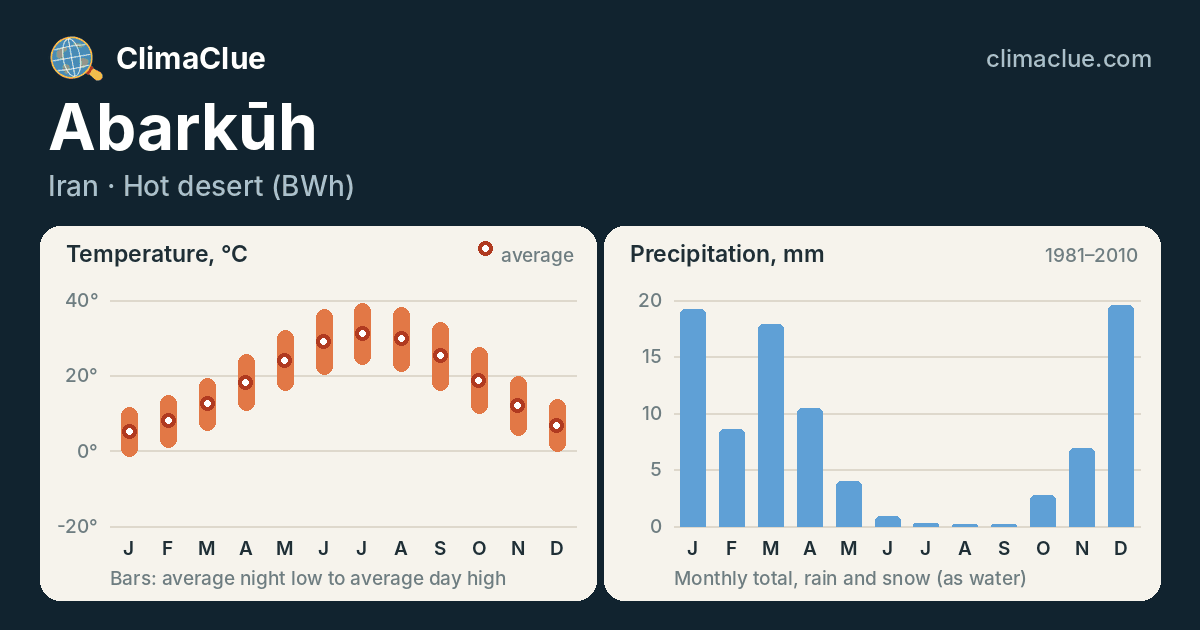 ClimaClue
climaclue.com
Abarkūh
Iran · Hot desert (BWh)
Temperature, °C
average
40°
20°
0°
-20°
J F M A M J J A S O N D
Bars: average night low to average day high
Precipitation, mm
1981–2010
20
15
10
5
0
J F M A M J J A S O N D
Monthly total, rain and snow (as water)